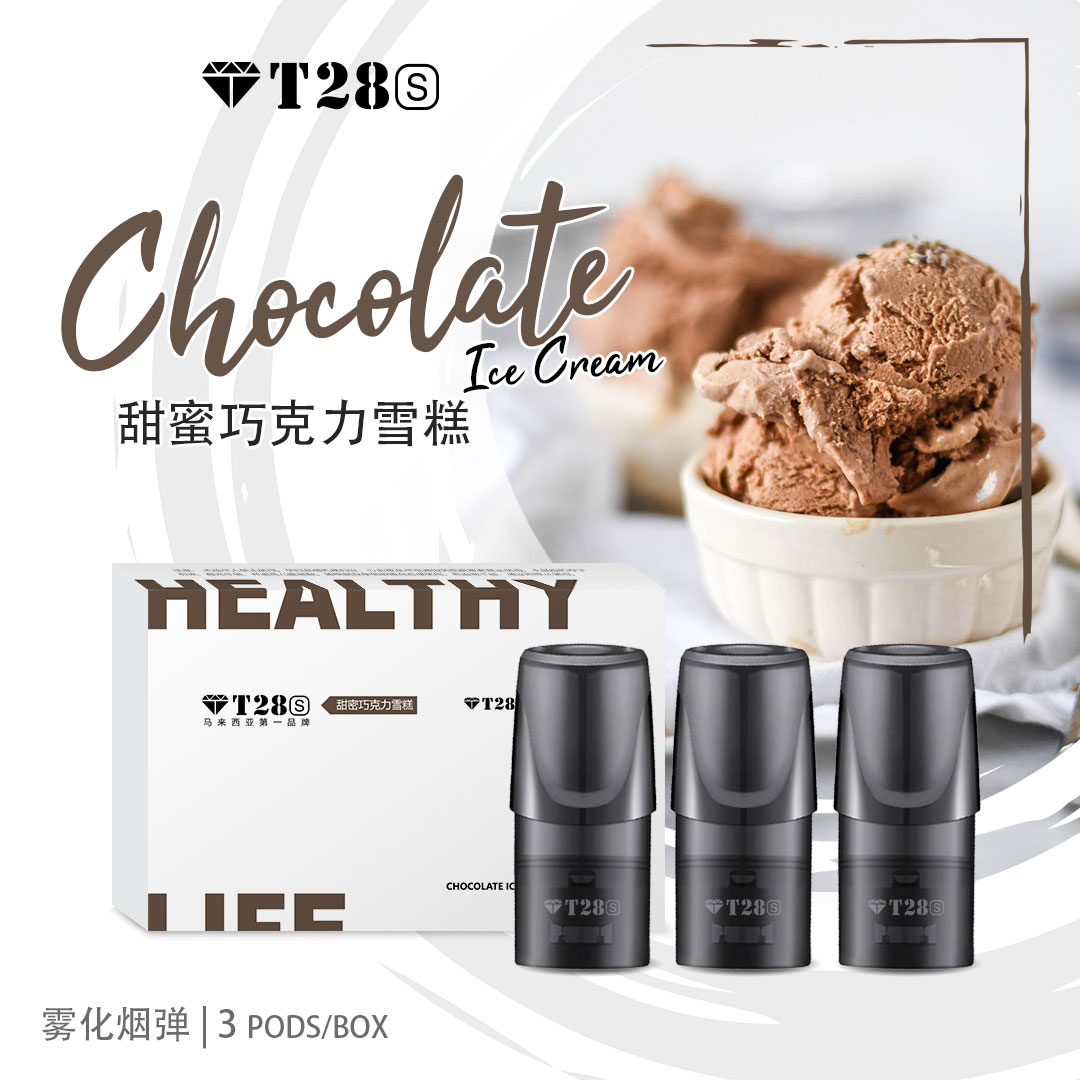 T28S
Chocolate
Ice Cream
甜蜜巧克力雪糕
HEALTHY
T28S 甜密巧克力雪糕
马来西亚第一品牌
T28
CHOCOLATE IC
LIFE
T28S
T28S
T28S
雾化烟弹 | 3 PODS/BOX